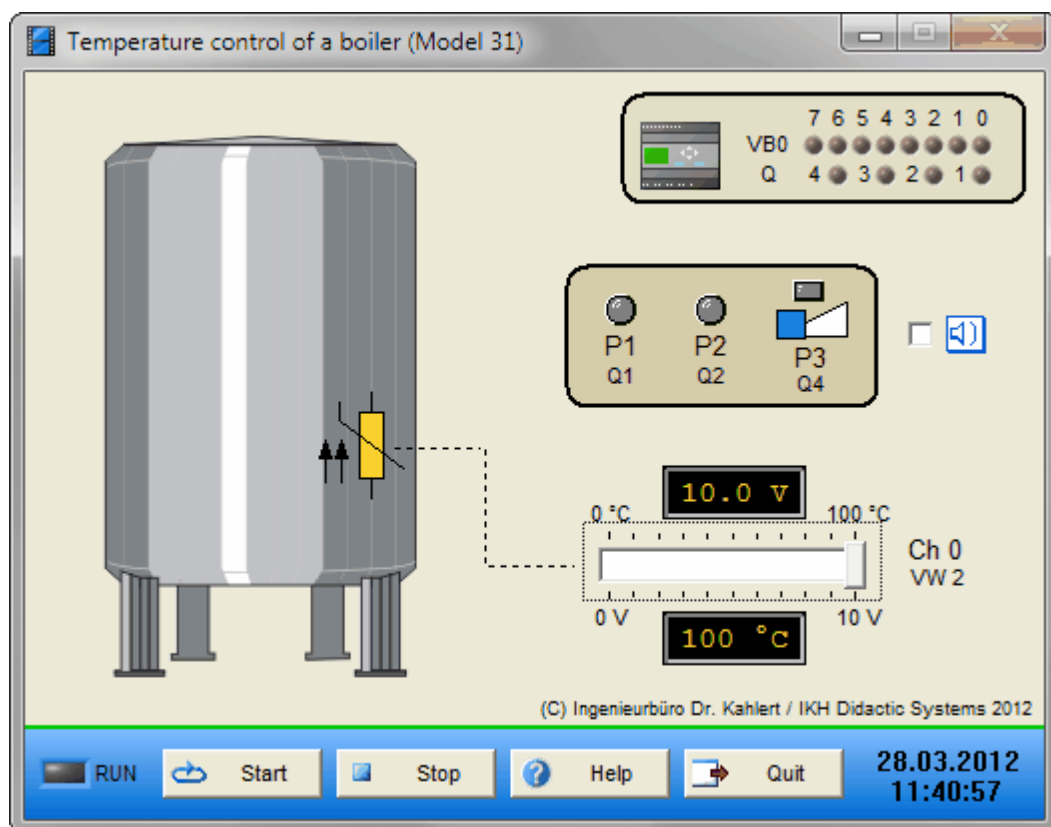 Temperature control of a boiler (Model 31)
7 6 5 4 3 2 1 0
VB0
Q 4 3 2 1
P1 P2 P3
Q1 Q2 Q4
10.0 V
0 °C 100 °C
Ch 0
VW 2
0 V 10 V
100 °C
(C) Ingenieurbüro Dr. Kahlert / IKH Didactic Systems 2012
RUN Start Stop Help Quit 28.03.2012
11:40:57